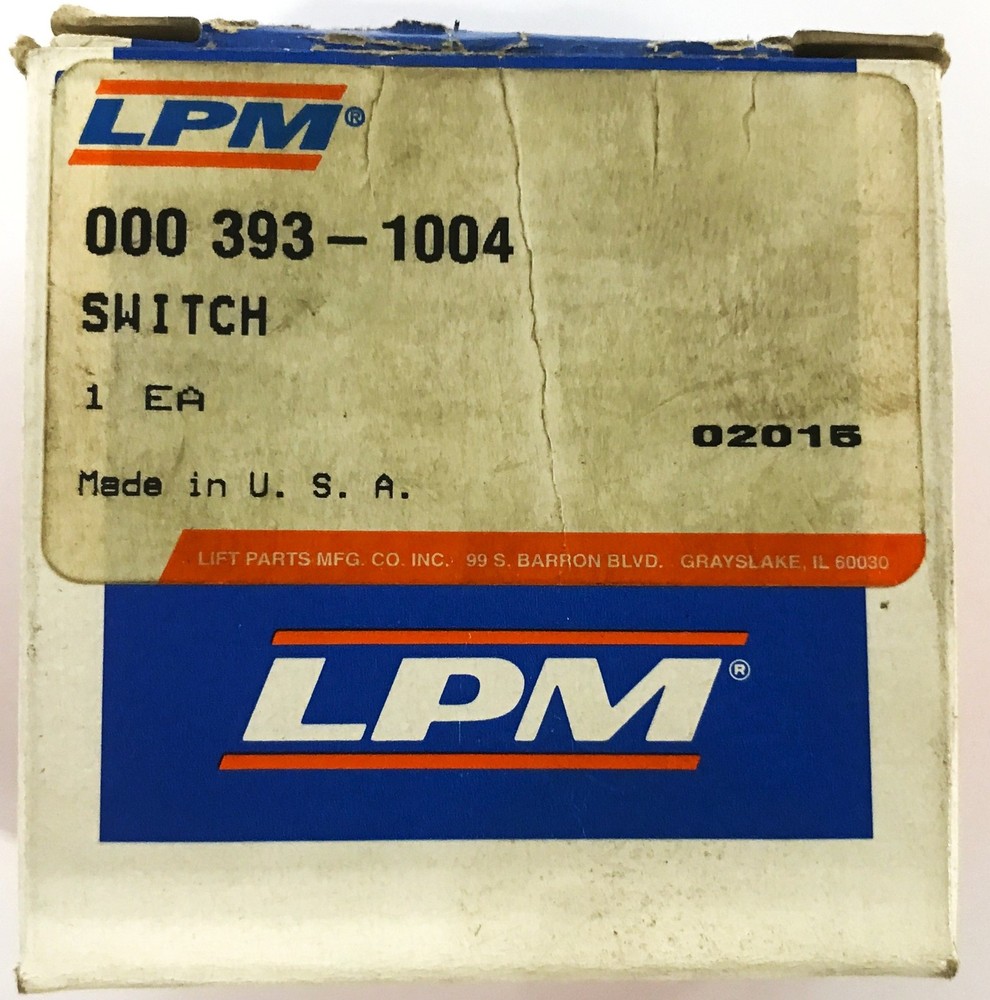 LPM®
000 393-1004
SWITCH
1 EA
02015
Made in U. S. A.
LIFT PARTS MFG. CO. INC. 99 S. BARRON BLVD. GRAYSLAKE, IL 60030
LPM®